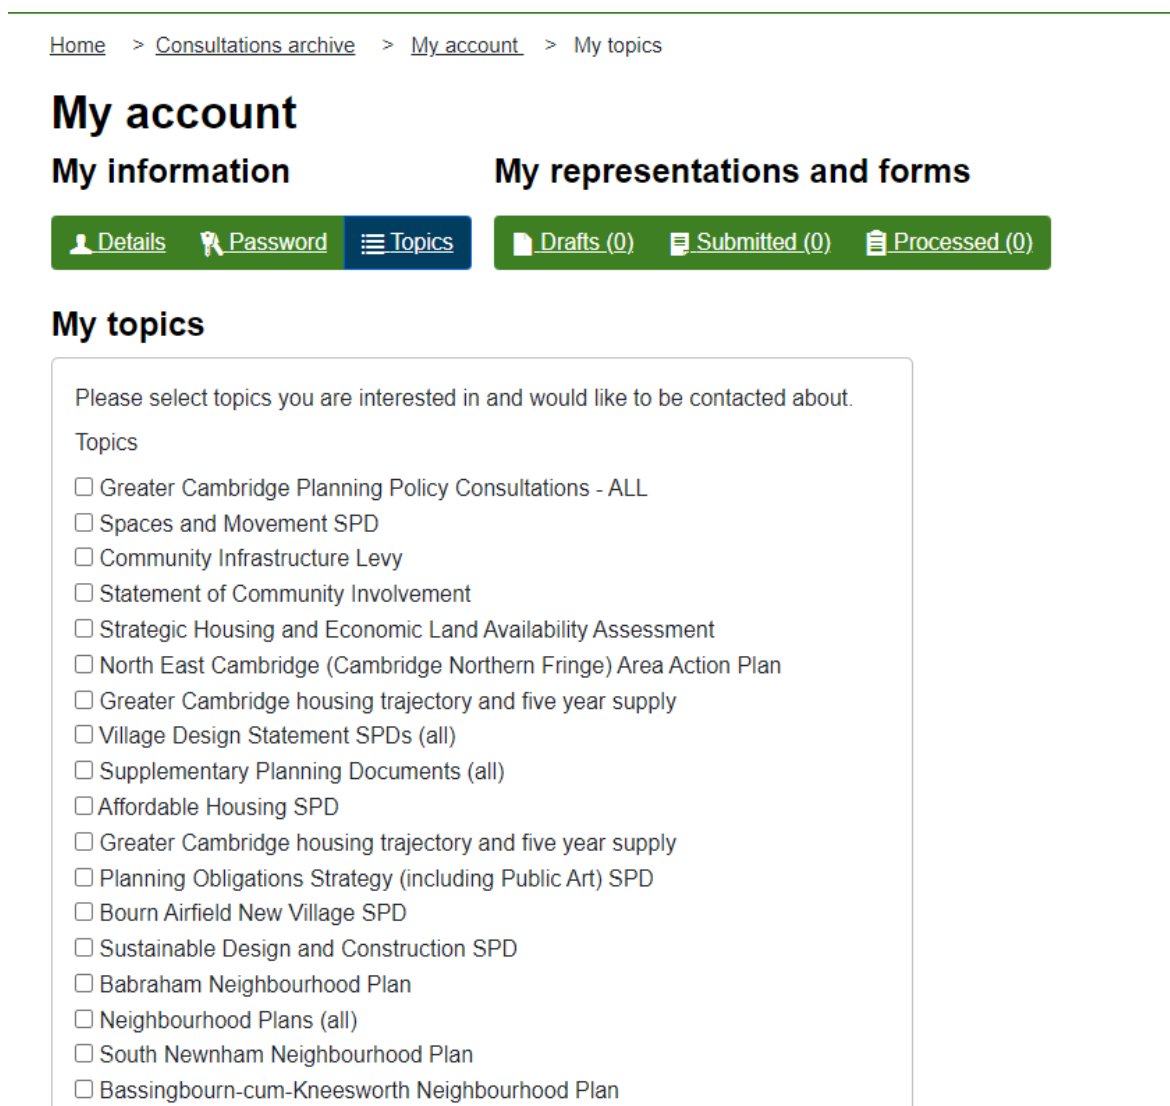 Home > Consultations archive > My account > My topics
My account
My information
My representations and forms
Details Password Topics
Drafts (0) Submitted (0) Processed (0)
My topics
Please select topics you are interested in and would like to be contacted about.
Topics
Greater Cambridge Planning Policy Consultations - ALL
Spaces and Movement SPD
Community Infrastructure Levy
Statement of Community Involvement
Strategic Housing and Economic Land Availability Assessment
North East Cambridge (Cambridge Northern Fringe) Area Action Plan
Greater Cambridge housing trajectory and five year supply
Village Design Statement SPDs (all)
Supplementary Planning Documents (all)
Affordable Housing SPD
Greater Cambridge housing trajectory and five year supply
Planning Obligations Strategy (including Public Art) SPD
Bourn Airfield New Village SPD
Sustainable Design and Construction SPD
Babraham Neighbourhood Plan
Neighbourhood Plans (all)
South Newnham Neighbourhood Plan
Bassingbourn-cum-Kneesworth Neighbourhood Plan